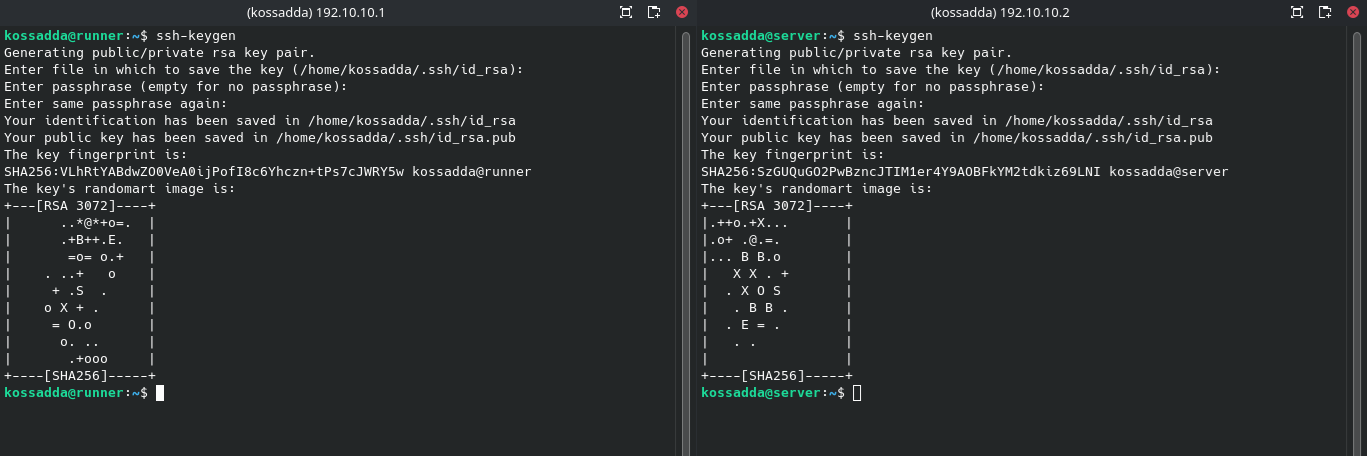 (kossadda) 192.10.10.1
kossadda@runner:~$ ssh-keygen
Generating public/private rsa key pair.
Enter file in which to save the key (/home/kossadda/.ssh/id_rsa):
Enter passphrase (empty for no passphrase):
Enter same passphrase again:
Your identification has been saved in /home/kossadda/.ssh/id_rsa
Your public key has been saved in /home/kossadda/.ssh/id_rsa.pub
The key fingerprint is:
SHA256:VLhRtYABdwZO0VeA0ijPofI8c6Yhczn+tPs7cJWRY5w kossadda@runner
The key's randomart image is:
+---[RSA 3072]----+
|      ..*@*+o=.  |
|      .+B++.E.   |
|       =o= o.+   |
|    . ..+   o    |
|     + .S  .     |
|    o X + .      |
|     = O.o       |
|      o. ..      |
|       .+ooo     |
+----[SHA256]-----+
kossadda@runner:~$
(kossadda) 192.10.10.2
kossadda@server:~$ ssh-keygen
Generating public/private rsa key pair.
Enter file in which to save the key (/home/kossadda/.ssh/id_rsa):
Enter passphrase (empty for no passphrase):
Enter same passphrase again:
Your identification has been saved in /home/kossadda/.ssh/id_rsa
Your public key has been saved in /home/kossadda/.ssh/id_rsa.pub
The key fingerprint is:
SHA256:SzGUQuGO2PwBzncJTIM1er4Y9AOBFkYM2tdkiz69LNI kossadda@server
The key's randomart image is:
+---[RSA 3072]----+
|.++o.+X...       |
|.o+ .@.=.        |
|... B B.o        |
|   X X . +       |
|  . X O S        |
|   . B B .       |
|  . E = .        |
|   . .           |
|                 |
+----[SHA256]-----+
kossadda@server:~$